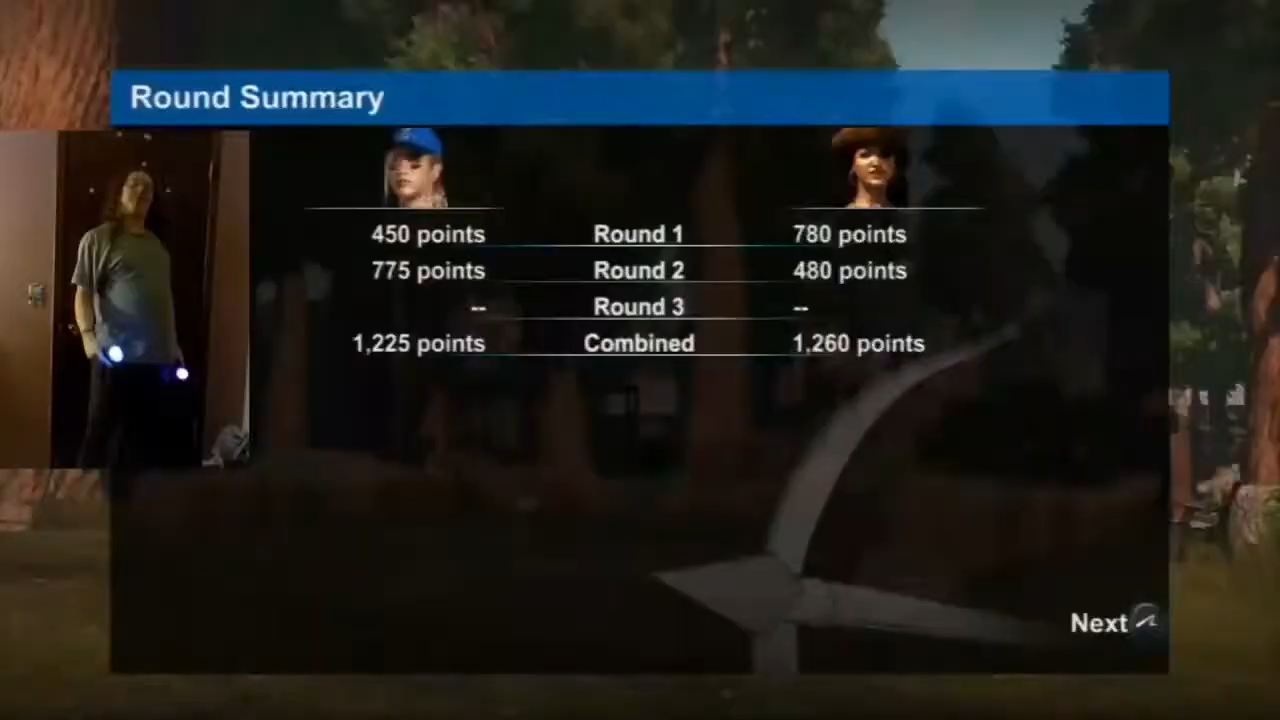 Round Summary
450 points Round 1 780 points
775 points Round 2 480 points
-- Round 3 --
1,225 points Combined 1,260 points
Next